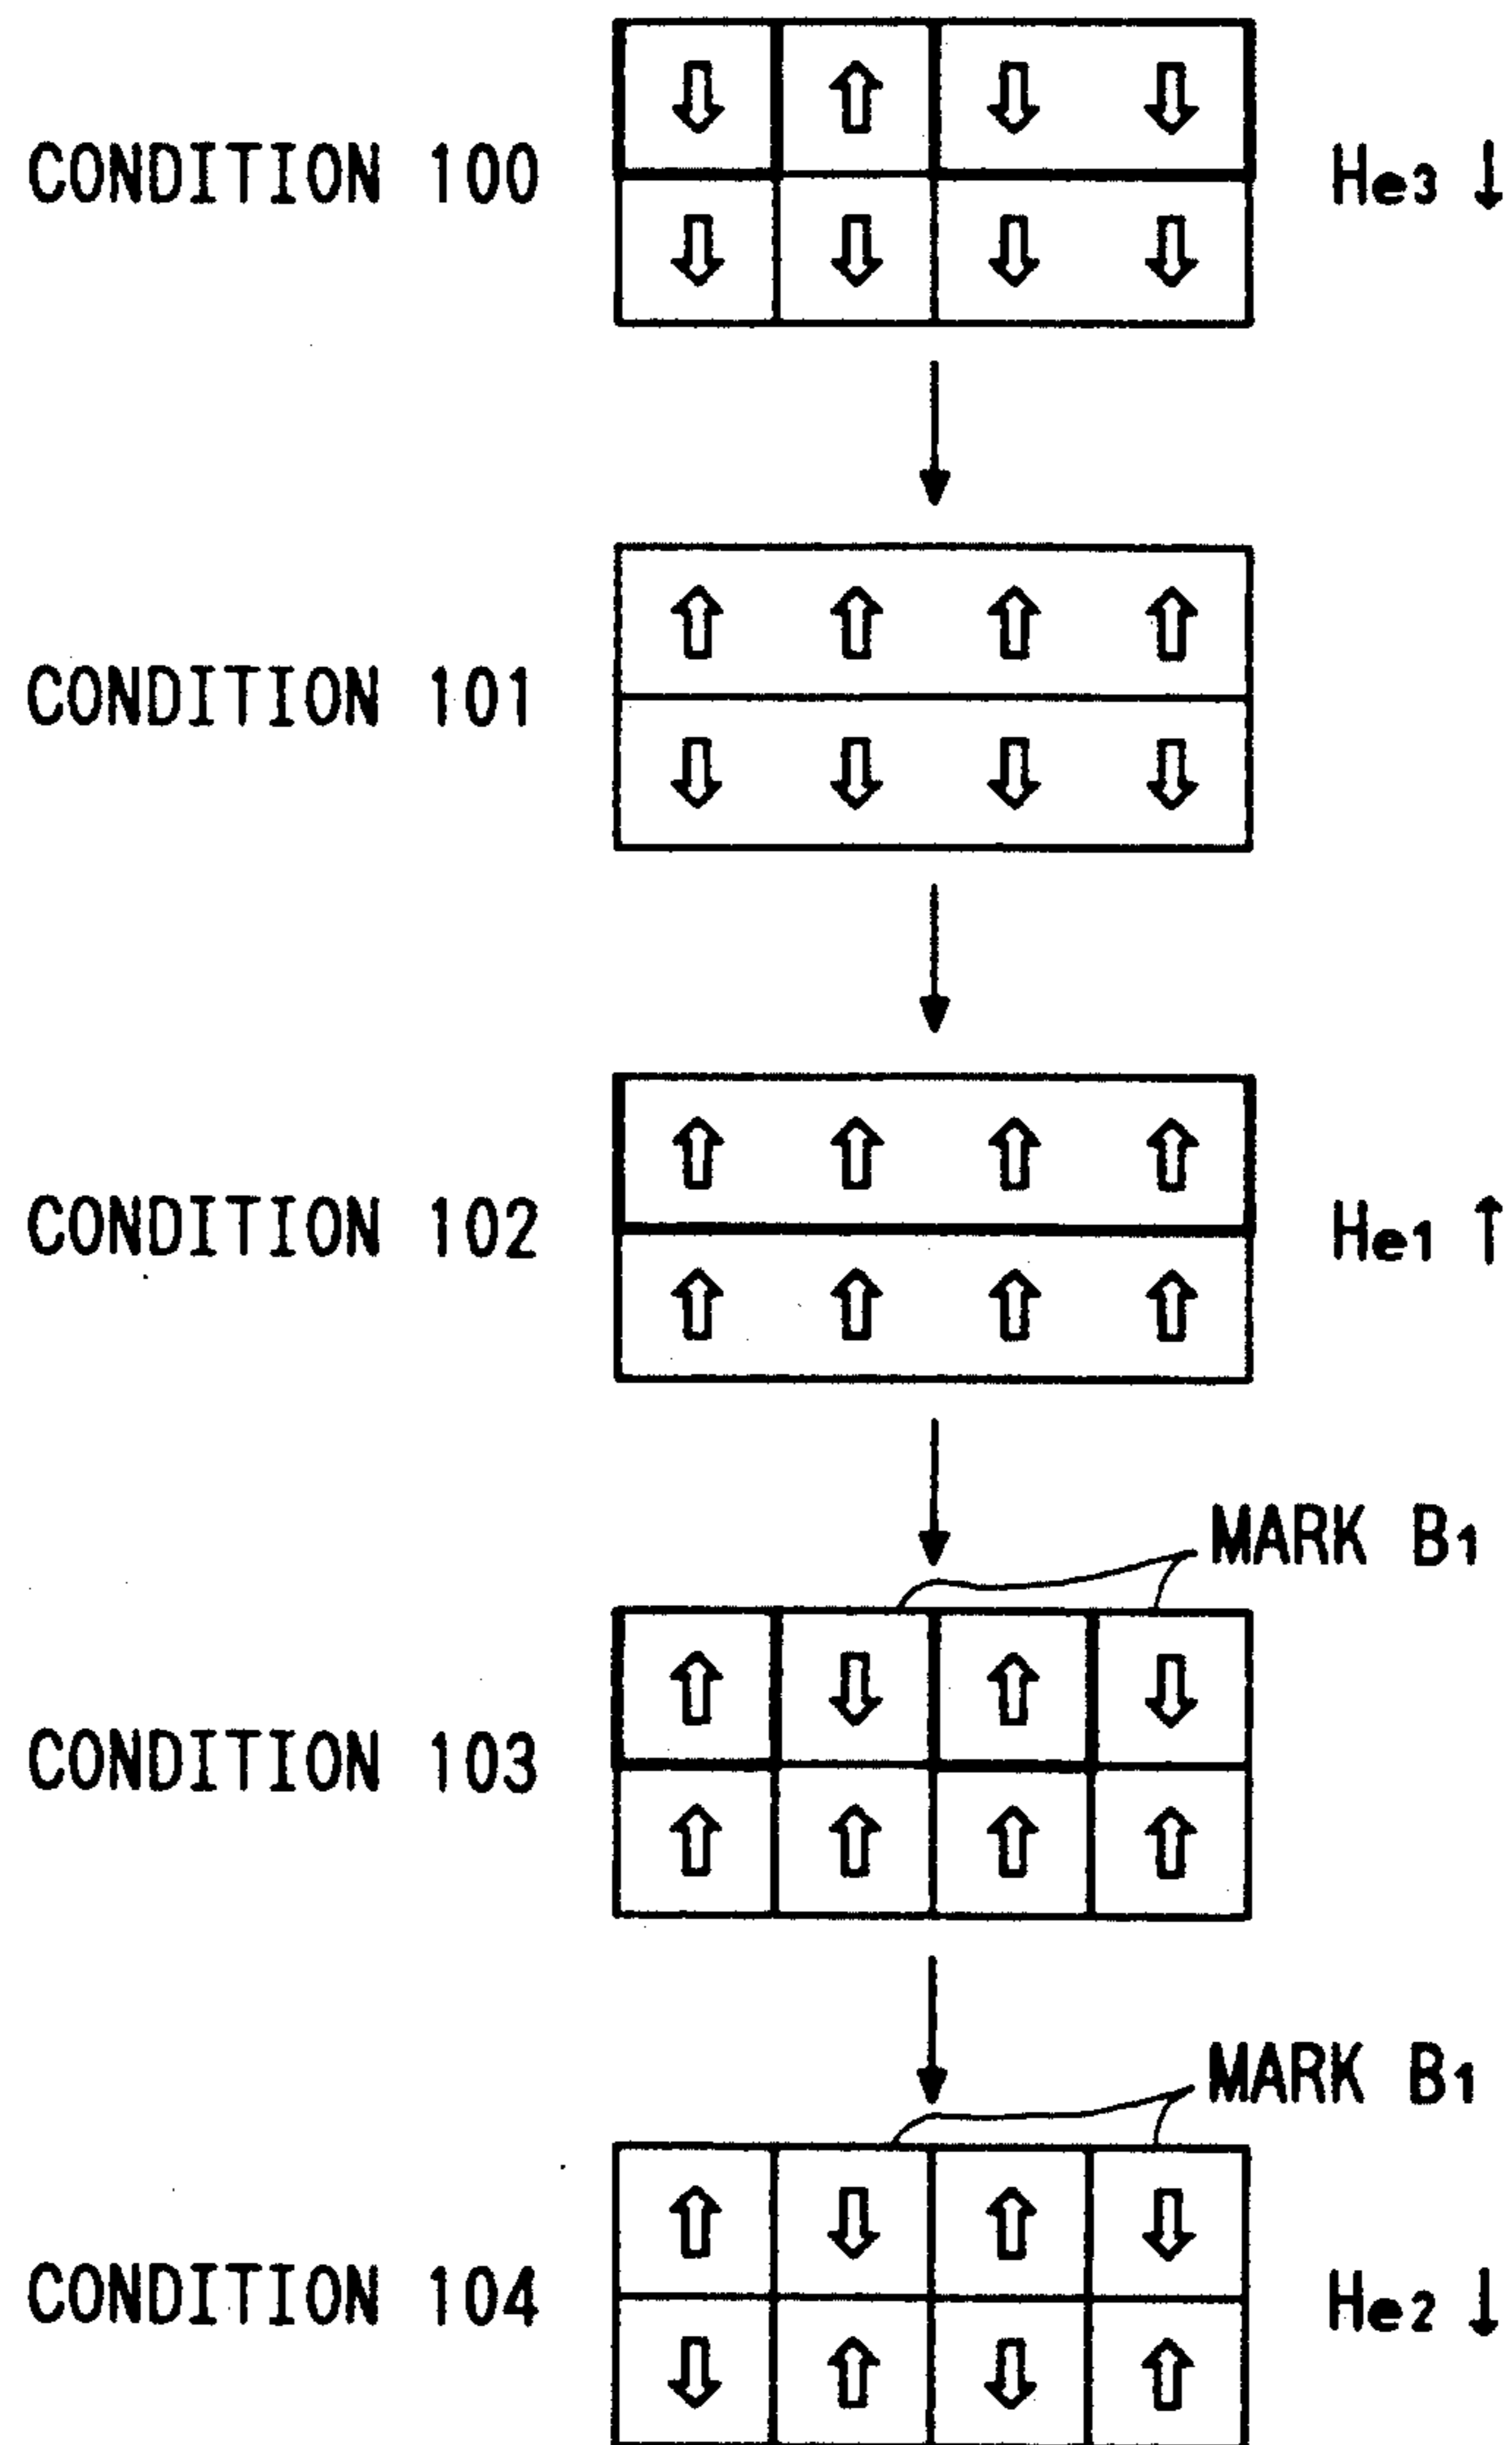 CONDITION 100
He3 ↓
CONDITION 101
CONDITION 102
He1 ↑
MARK B1
CONDITION 103
MARK B1
CONDITION 104
He2 ↓